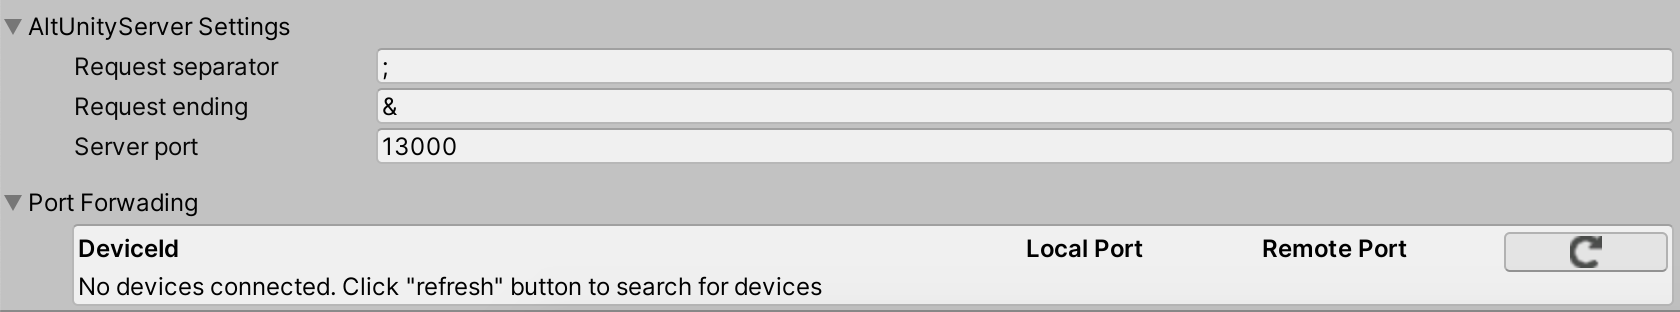 AltUnityServer Settings
Request separator ;
Request ending &
Server port 13000
Port Forwading
DeviceId Local Port Remote Port
No devices connected. Click "refresh" button to search for devices